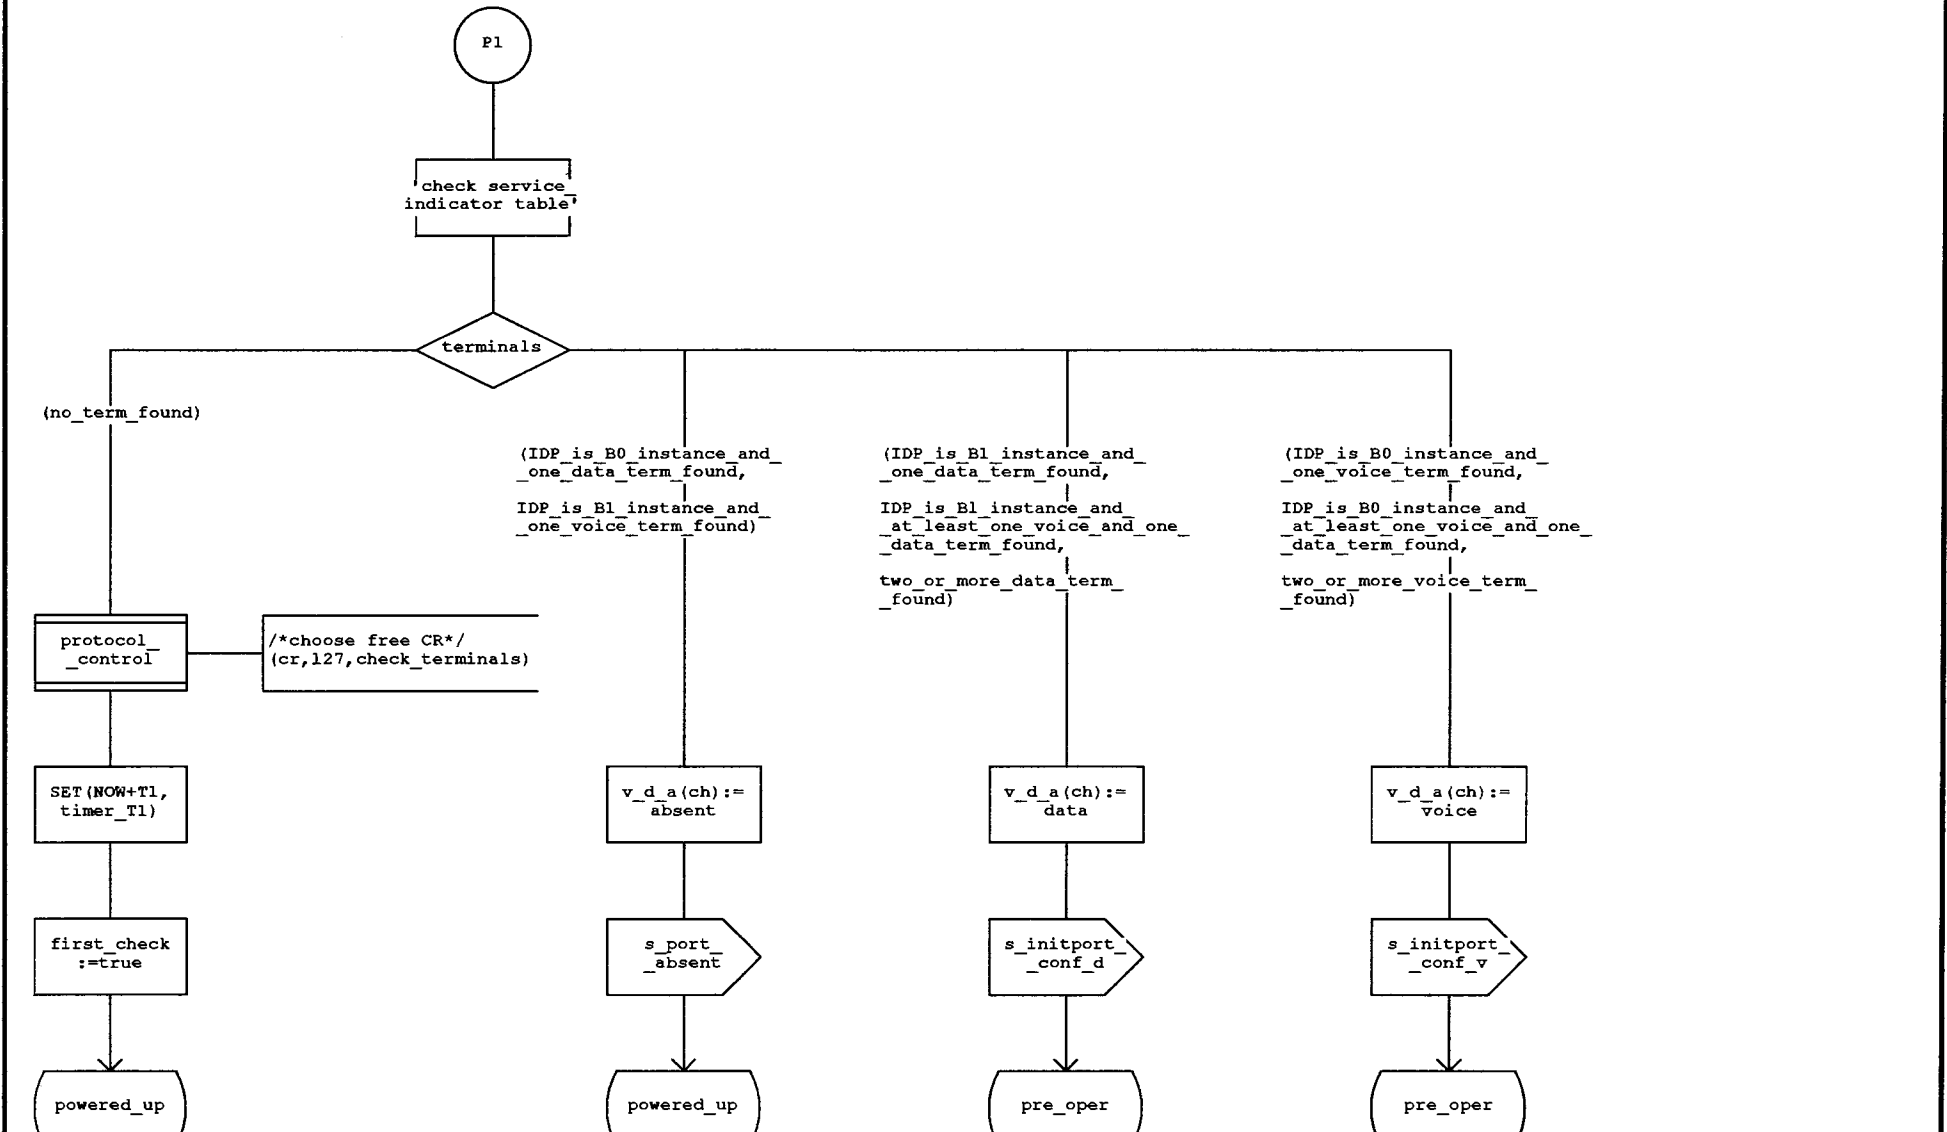 P1
'check service_
indicator table'
terminals
(no_term_found)
(IDP_is_B0_instance_and_
_one_data_term_found,
IDP_is_B1_instance_and_
_one_voice_term_found)
(IDP_is_B1_instance_and_
_one_data_term_found,
IDP_is_B1_instance_and_
_at_least_one_voice_and_one_
_data_term_found,
two_or_more_data_term_
_found)
(IDP_is_B0_instance_and_
_one_voice_term_found,
IDP_is_B0_instance_and_
_at_least_one_voice_and_one_
_data_term_found,
two_or_more_voice_term_
_found)
protocol_
_control
/*choose free CR*/
(cr,127,check_terminals)
SET(NOW+T1,
timer_T1)
v_d_a(ch):=
absent
v_d_a(ch):=
data
v_d_a(ch):=
voice
first_check
:=true
s_port_
_absent
s_initport_
_conf_d
s_initport_
_conf_v
powered_up
powered_up
pre_oper
pre_oper